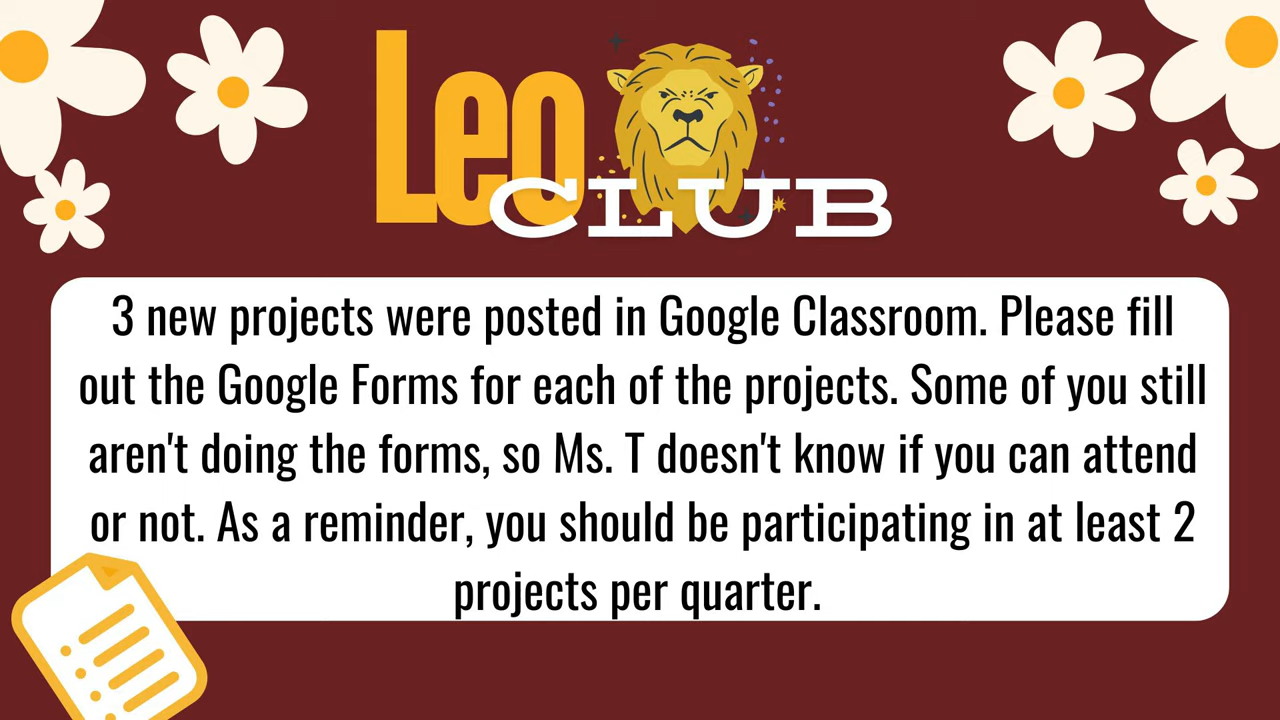 Leo
CLUB
3 new projects were posted in Google Classroom. Please fill
out the Google Forms for each of the projects. Some of you still
aren't doing the forms, so Ms. T doesn't know if you can attend
or not. As a reminder, you should be participating in at least 2
projects per quarter.